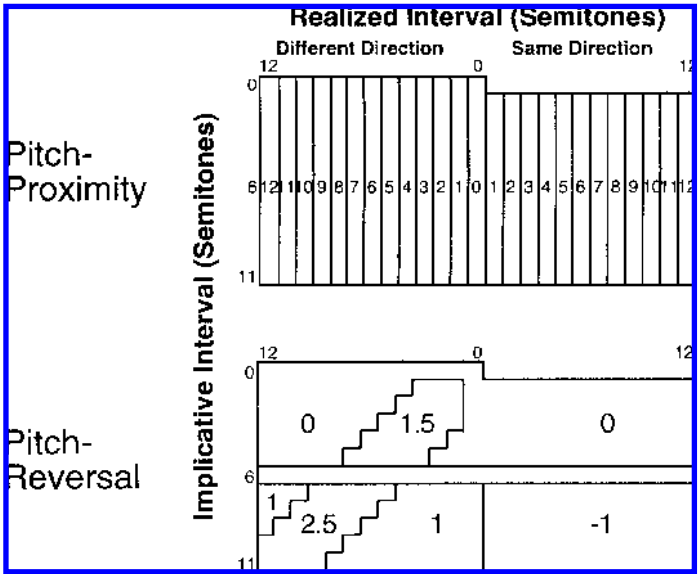 Realized Interval (Semitones)
Different Direction Same Direction
12 0 12
0
Pitch-
Proximity
Implicative Interval (Semitones)
6 12 11 10 9 8 7 6 5 4 3 2 1 0 1 2 3 4 5 6 7 8 9 10 11 12
11
12 0 12
0
0 1.5 0
Pitch-
Reversal
6
1 2.5 1 -1
11